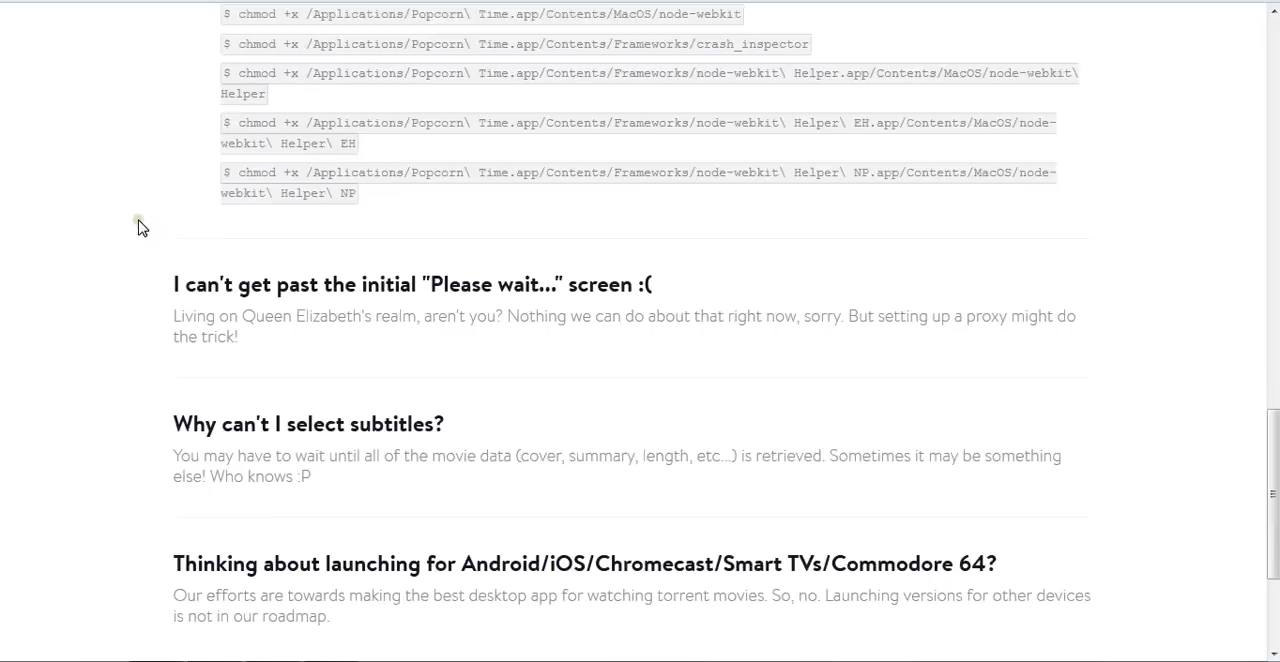 $ chmod +x /Applications/Popcorn\ Time.app/Contents/MacOS/node-webkit
$ chmod +x /Applications/Popcorn\ Time.app/Contents/Frameworks/crash_inspector
$ chmod +x /Applications/Popcorn\ Time.app/Contents/Frameworks/node-webkit\ Helper.app/Contents/MacOS/node-webkit\
Helper
$ chmod +x /Applications/Popcorn\ Time.app/Contents/Frameworks/node-webkit\ Helper\ EH.app/Contents/MacOS/node-
webkit\ Helper\ EH
$ chmod +x /Applications/Popcorn\ Time.app/Contents/Frameworks/node-webkit\ Helper\ NP.app/Contents/MacOS/node-
webkit\ Helper\ NP
I can't get past the initial "Please wait..." screen :(
Living on Queen Elizabeth's realm, aren't you? Nothing we can do about that right now, sorry. But setting up a proxy might do
the trick!
Why can't I select subtitles?
You may have to wait until all of the movie data (cover, summary, length, etc...) is retrieved. Sometimes it may be something
else! Who knows :P
Thinking about launching for Android/iOS/Chromecast/Smart TVs/Commodore 64?
Our efforts are towards making the best desktop app for watching torrent movies. So, no. Launching versions for other devices
is not in our roadmap.